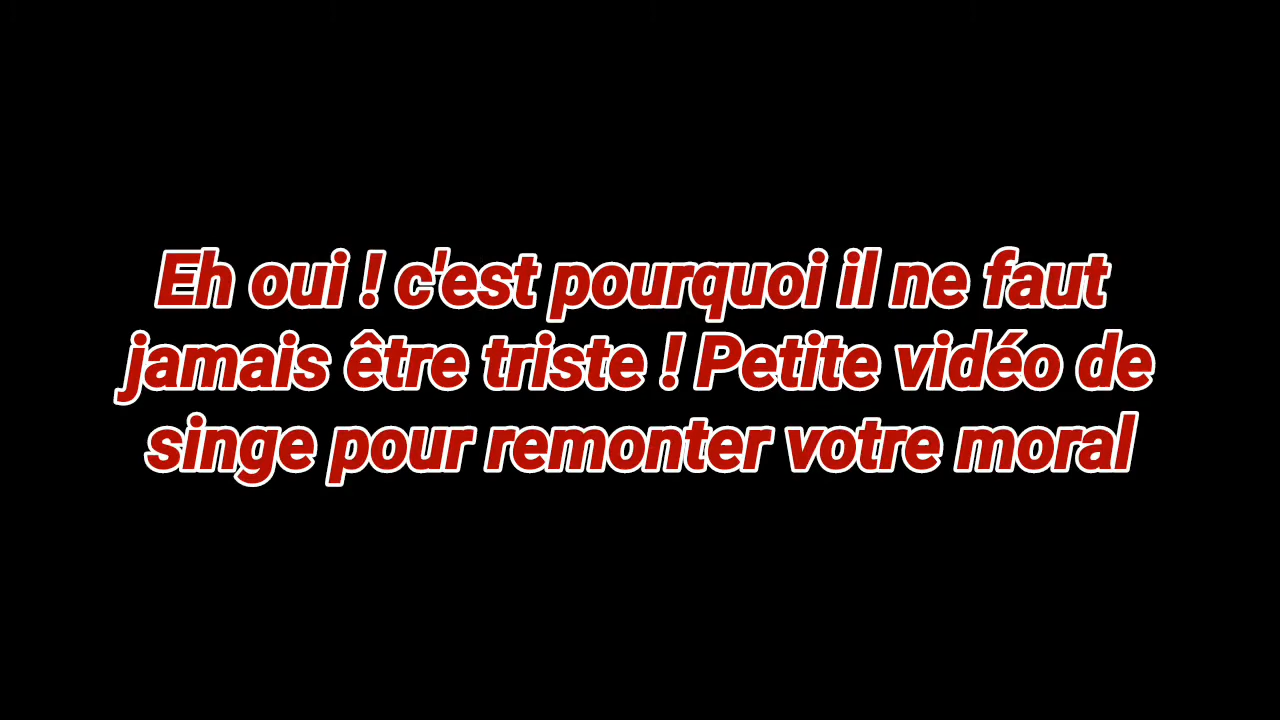 Eh oui ! c'est pourquoi il ne faut
jamais être triste ! Petite vidéo de
singe pour remonter votre moral